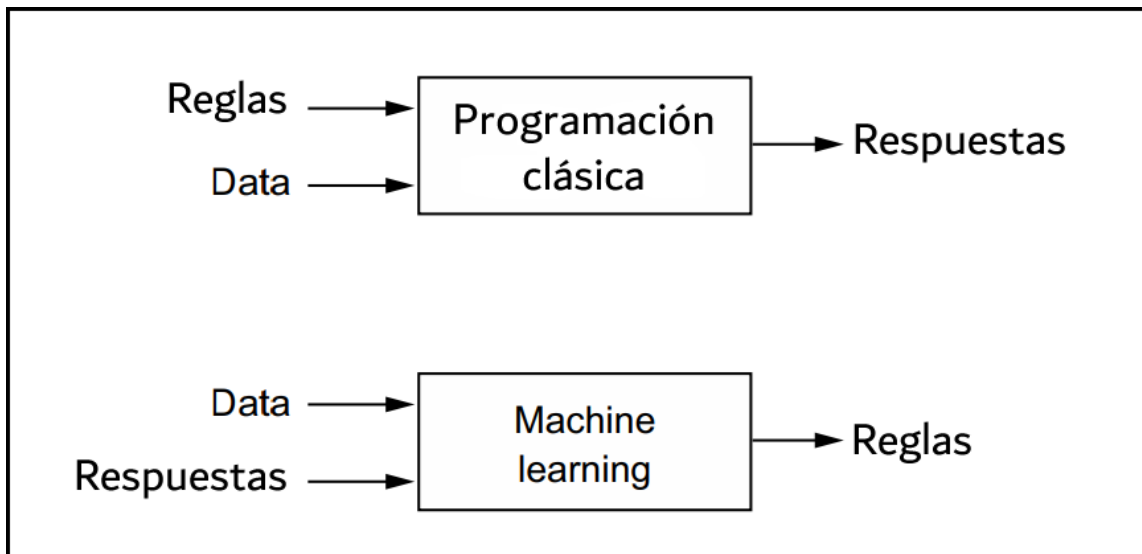 Reglas
Data
Programación
clásica
Respuestas
Data
Respuestas
Machine
learning
Reglas